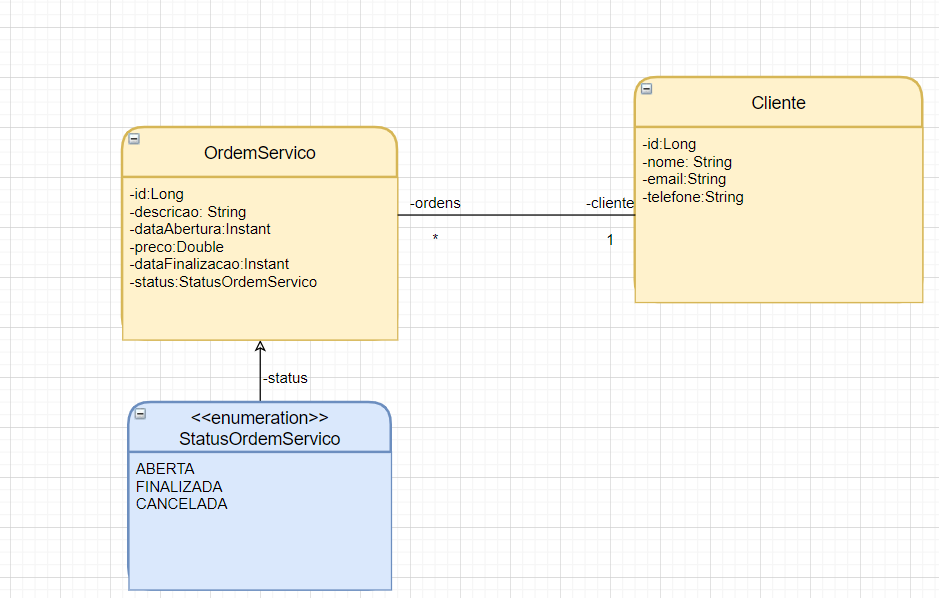 Cliente
-id:Long
-nome: String
-email:String
-telefone:String
OrdemServico
-id:Long
-descricao: String
-dataAbertura:Instant
-preco:Double
-dataFinalizacao:Instant
-status:StatusOrdemServico
-ordens
-cliente
*
1
-status
<<enumeration>>
StatusOrdemServico
ABERTA
FINALIZADA
CANCELADA